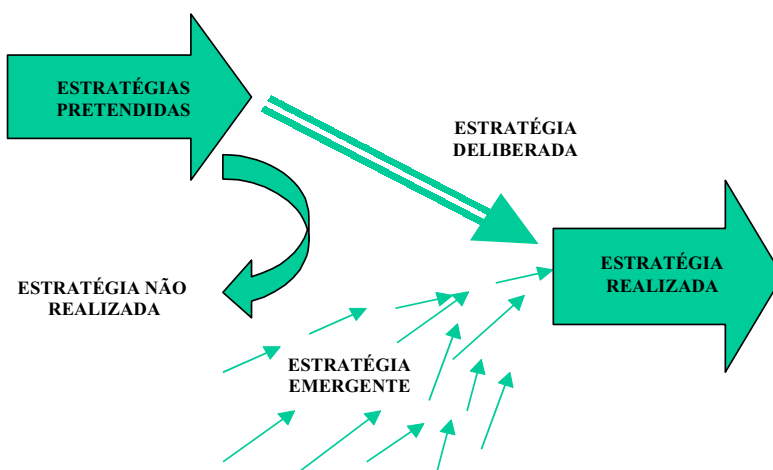 ESTRATÉGIAS
PRETENDIDAS
ESTRATÉGIA
DELIBERADA
ESTRATÉGIA NÃO
REALIZADA
ESTRATÉGIA
REALIZADA
ESTRATÉGIA
EMERGENTE